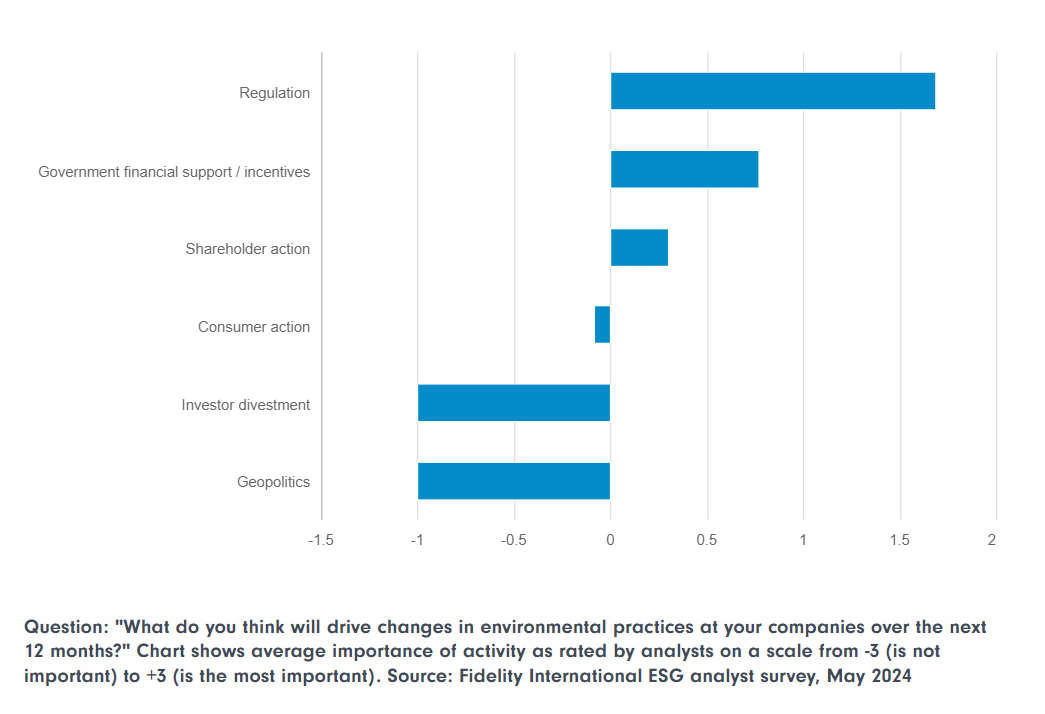 Regulation
Government financial support / incentives
Shareholder action
Consumer action
Investor divestment
Geopolitics
-1.5 -1 -0.5 0 0.5 1 1.5 2
Question: "What do you think will drive changes in environmental practices at your companies over the next
12 months?" Chart shows average importance of activity as rated by analysts on a scale from -3 (is not
important) to +3 (is the most important). Source: Fidelity International ESG analyst survey, May 2024